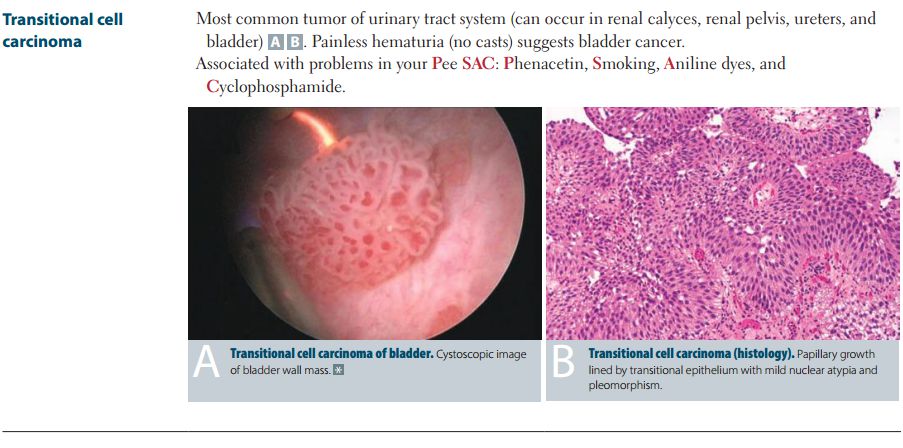 Transitional cell
carcinoma
Most common tumor of urinary tract system (can occur in renal calyces, renal pelvis, ureters, and
bladder) A B. Painless hematuria (no casts) suggests bladder cancer.
Associated with problems in your Pee SAC: Phenacetin, Smoking, Aniline dyes, and
Cyclophosphamide.
A
Transitional cell carcinoma of bladder. Cystoscopic image
of bladder wall mass. *
B
Transitional cell carcinoma (histology). Papillary growth
lined by transitional epithelium with mild nuclear atypia and
pleomorphism.